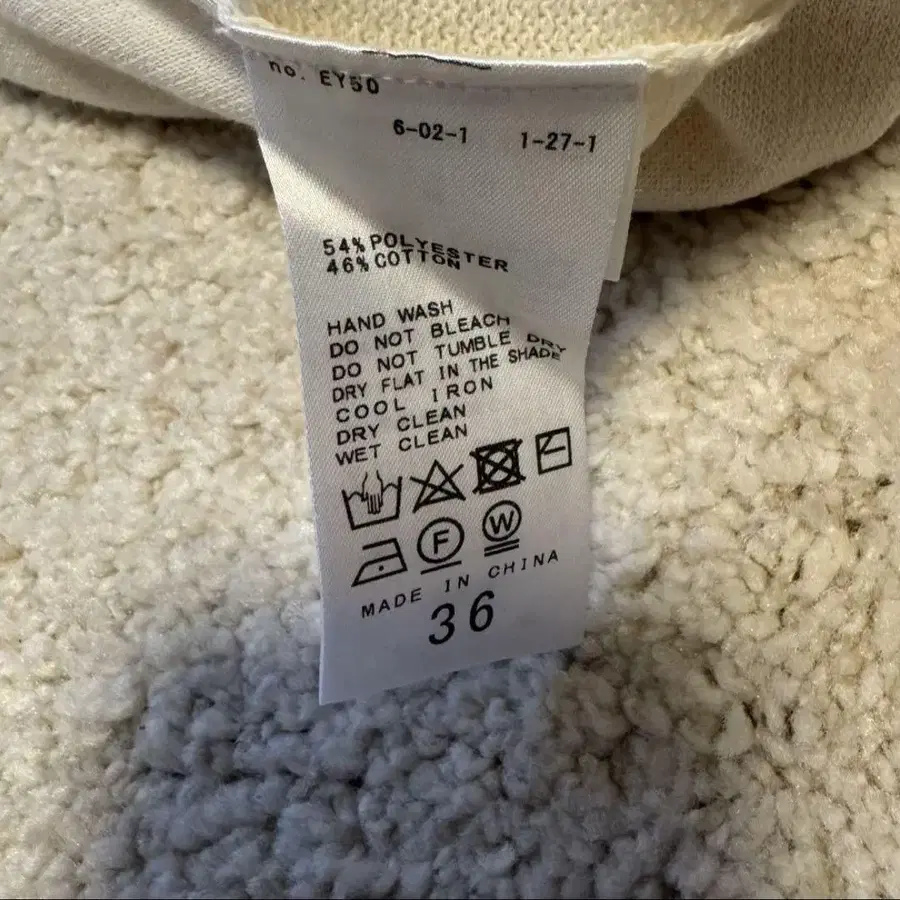 no. EY50
6-02-1 1-27-1
54% POLYESTER
46% COTTON
HAND WASH
DO NOT BLEACH
DO NOT TUMBLE DRY
DRY FLAT IN THE SHADE
COOL IRON
DRY CLEAN
WET CLEAN
F W
MADE IN CHINA
36